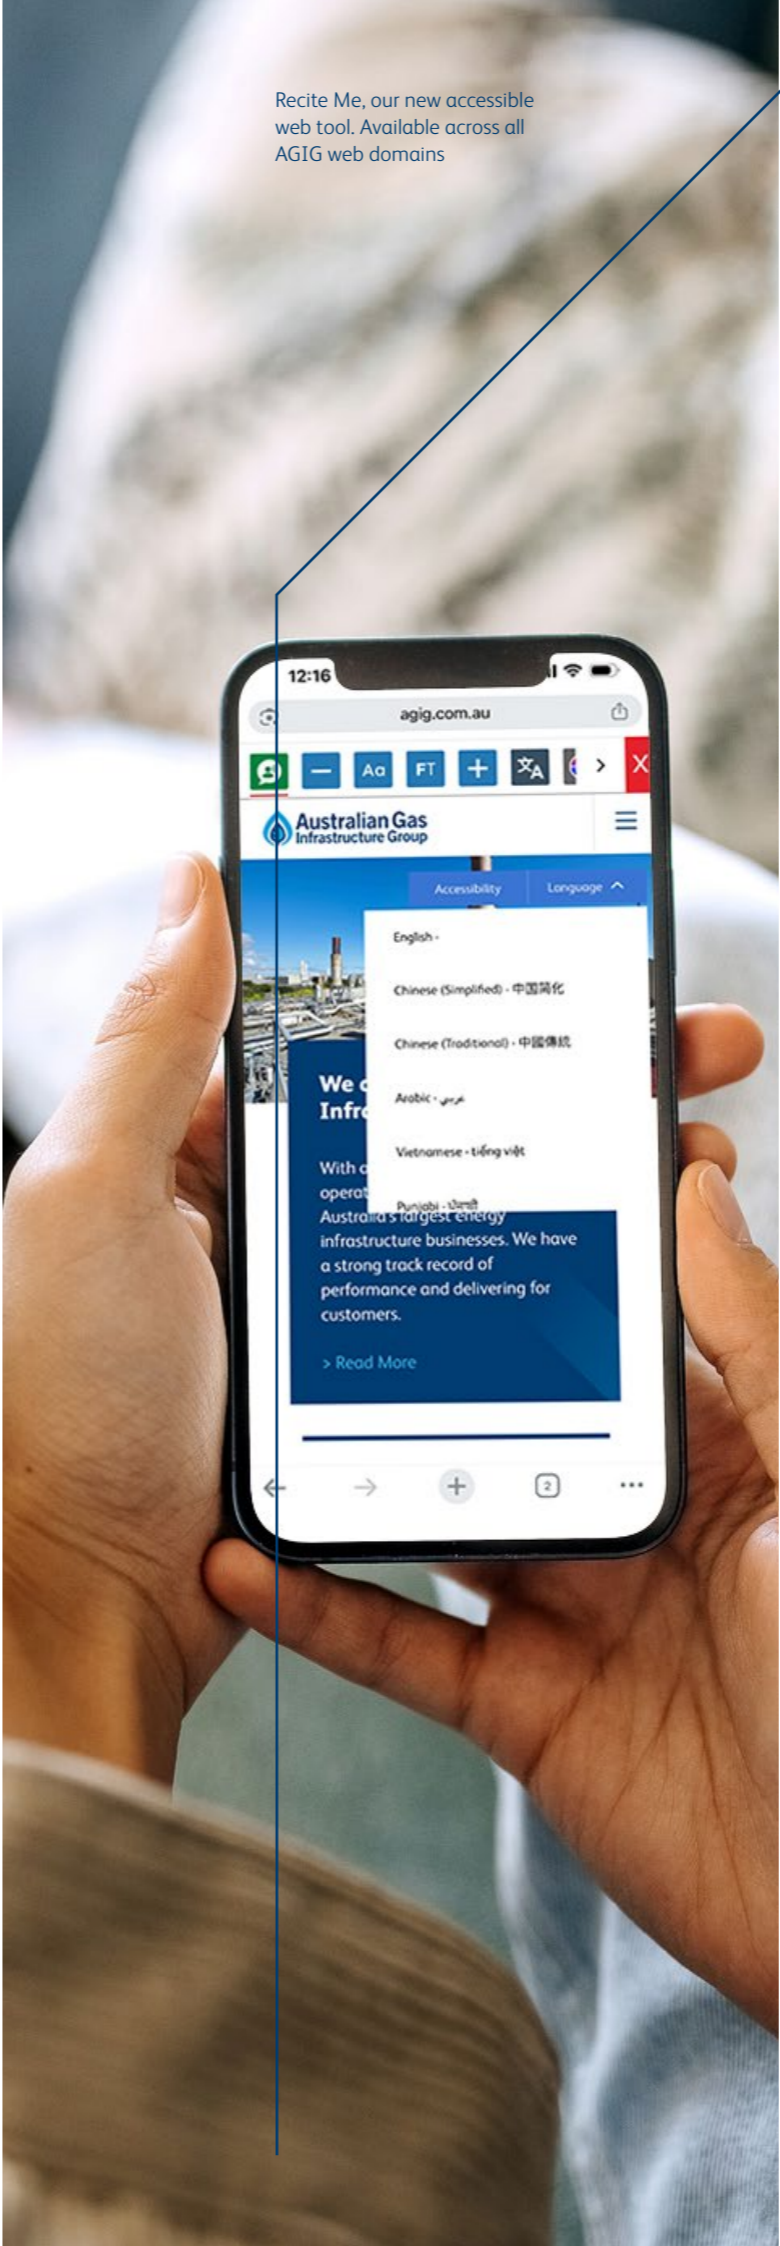 Recite Me, our new accessible
web tool. Available across all
AGIG web domains
12:16
agig.com.au
Aa FT 文A X
Australian Gas
Infrastructure Group
Accessibility Language
English -
Chinese (Simplified) - 中国简化
Chinese (Traditional) - 中國傳統
Arabic - عربي
Vietnamese - tiếng việt
Punjabi - ਪੰਜਾਬੀ
We
Infr
With
operat
Australia's largest energy
infrastructure businesses. We have
a strong track record of
performance and delivering for
customers.
> Read More
2